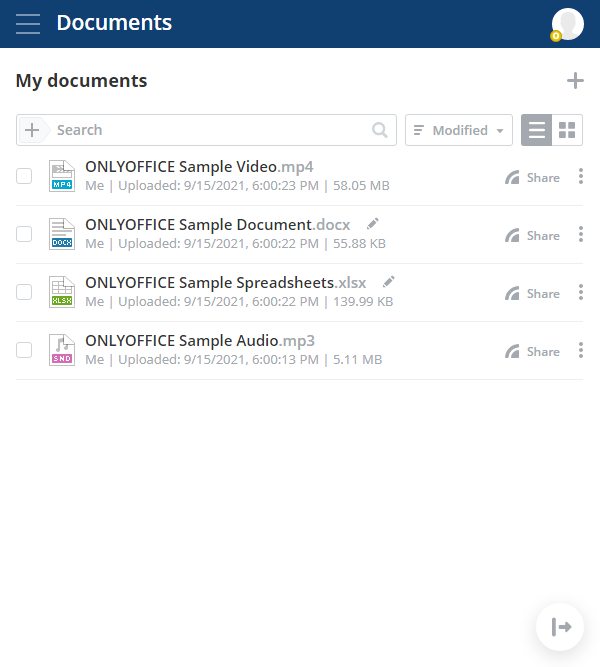 Documents
My documents
Search
Modified
MP4
ONLYOFFICE Sample Video.mp4
Me | Uploaded: 9/15/2021, 6:00:23 PM | 58.05 MB
Share
DOCX
ONLYOFFICE Sample Document.docx
Me | Uploaded: 9/15/2021, 6:00:22 PM | 55.88 KB
Share
XLSX
ONLYOFFICE Sample Spreadsheets.xlsx
Me | Uploaded: 9/15/2021, 6:00:22 PM | 139.99 KB
Share
SND
ONLYOFFICE Sample Audio.mp3
Me | Uploaded: 9/15/2021, 6:00:13 PM | 5.11 MB
Share